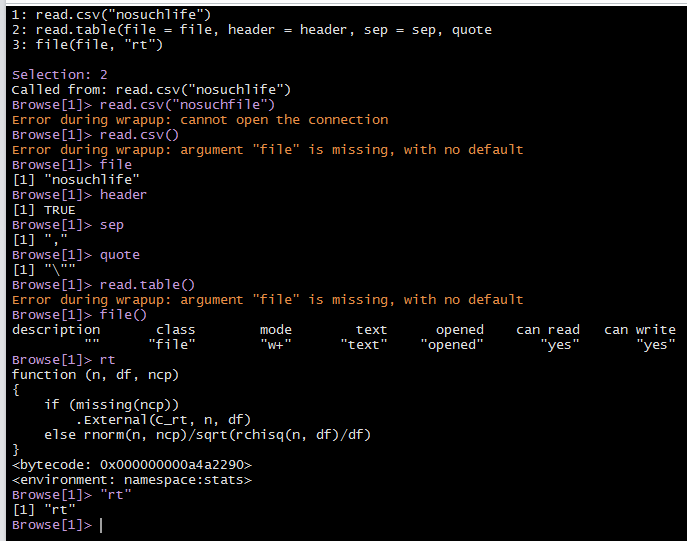 1: read.csv("nosuchlife")
2: read.table(file = file, header = header, sep = sep, quote
3: file(file, "rt")

Selection: 2
Called from: read.csv("nosuchlife")
Browse[1]> read.csv("nosuchfile")
Error during wrapup: cannot open the connection
Browse[1]> read.csv()
Error during wrapup: argument "file" is missing, with no default
Browse[1]> file
[1] "nosuchlife"
Browse[1]> header
[1] TRUE
Browse[1]> sep
[1] ","
Browse[1]> quote
[1] "\""
Browse[1]> read.table()
Error during wrapup: argument "file" is missing, with no default
Browse[1]> file()
description       class        mode        text      opened    can read   can write
         ""      "file"        "w+"      "text"    "opened"       "yes"       "yes"
Browse[1]> rt
function (n, df, ncp)
{
    if (missing(ncp))
        .External(C_rt, n, df)
    else rnorm(n, ncp)/sqrt(rchisq(n, df)/df)
}
<bytecode: 0x000000000a4a2290>
<environment: namespace:stats>
Browse[1]> "rt"
[1] "rt"
Browse[1]>